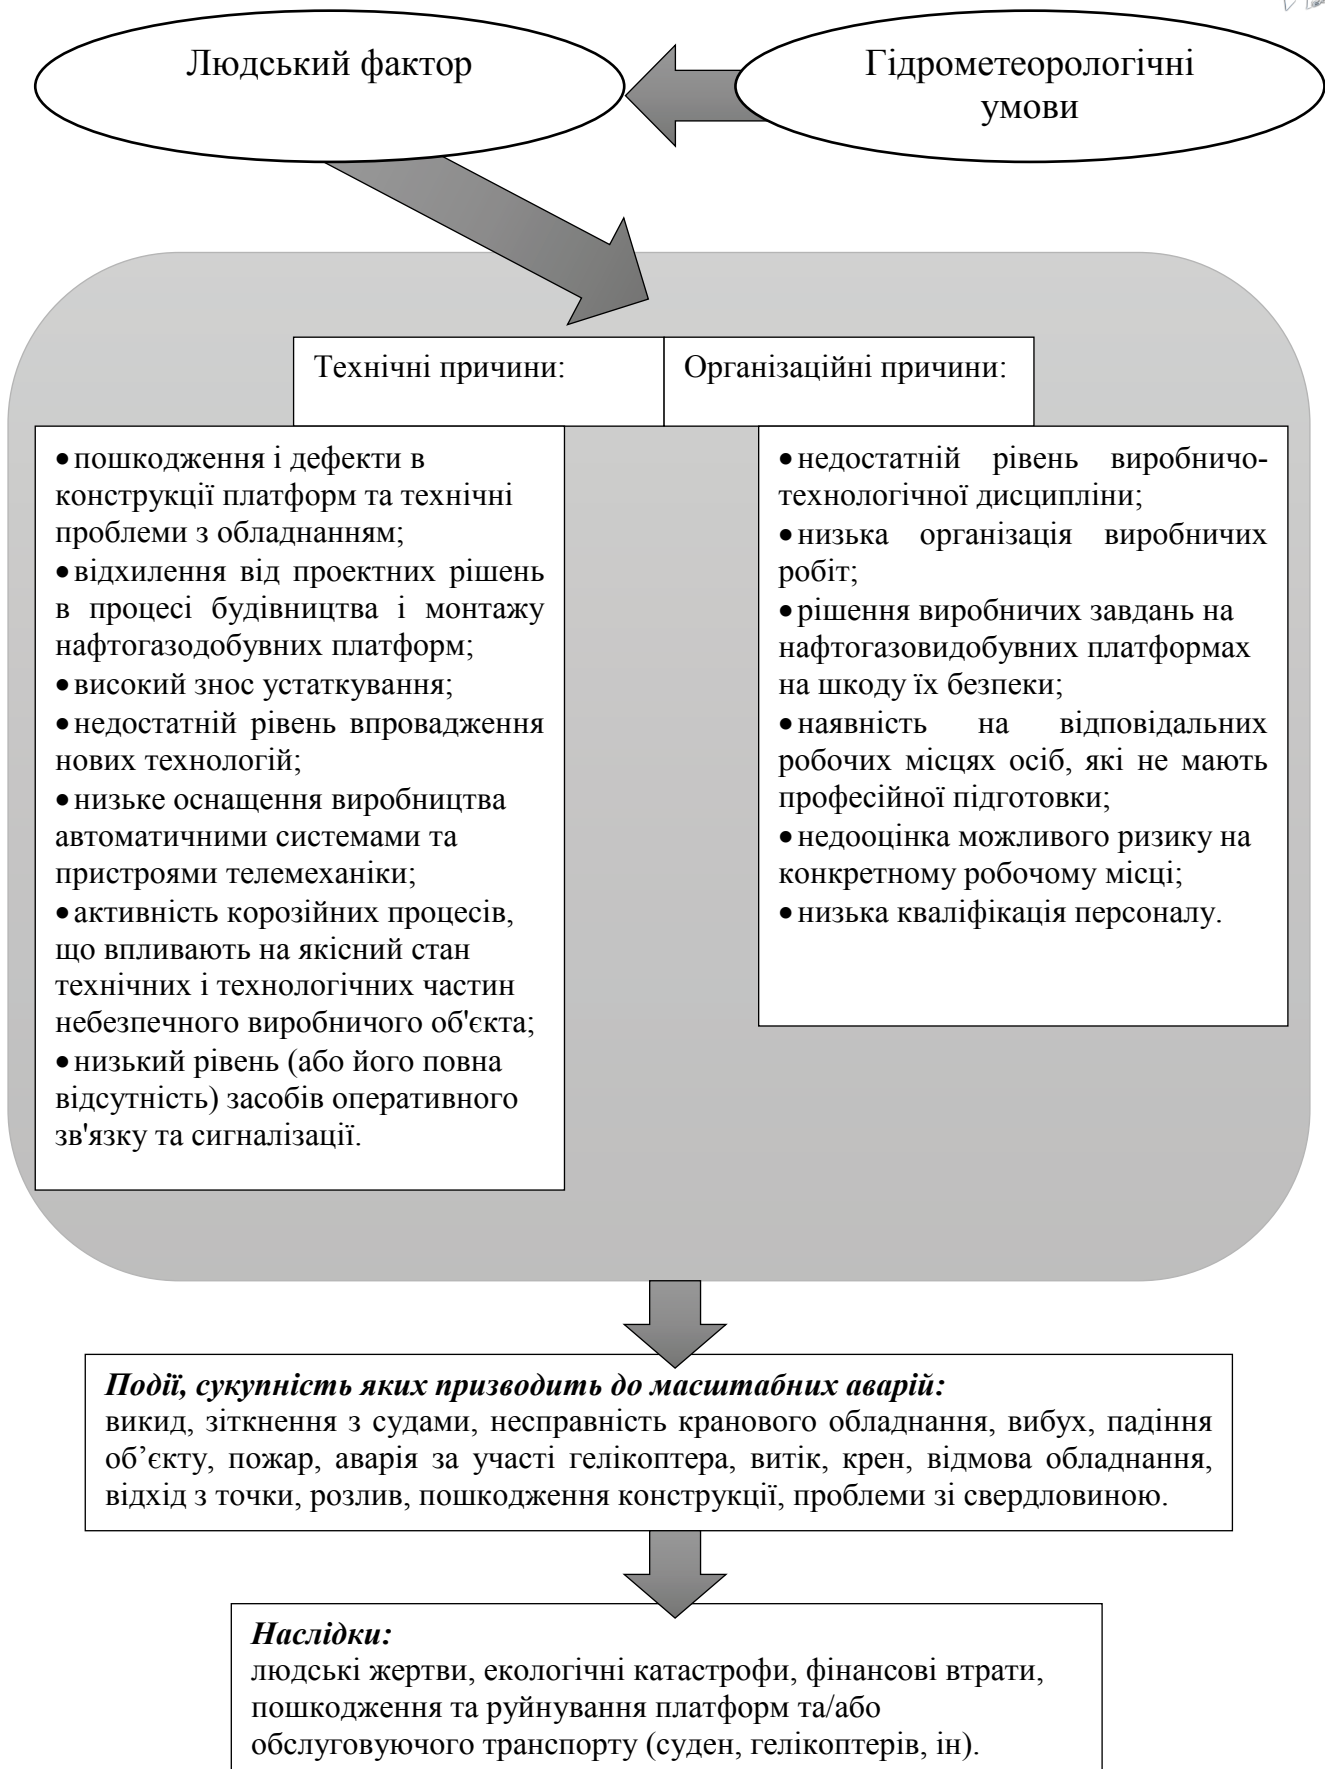 Людський фактор
Гідрометеорологічні
умови
Технічні причини:
Організаційні причини:
•пошкодження і дефекти в
конструкції платформ та технічні
проблеми з обладнанням;
•відхилення від проектних рішень
в процесі будівництва і монтажу
нафтогазодобувних платформ;
•високий знос устаткування;
•недостатній рівень впровадження
нових технологій;
•низьке оснащення виробництва
автоматичними системами та
пристроями телемеханіки;
•активність корозійних процесів,
що впливають на якісний стан
технічних і технологічних частин
небезпечного виробничого об'єкта;
•низький рівень (або його повна
відсутність) засобів оперативного
зв'язку та сигналізації.
•недостатній рівень виробничо-
технологічної дисципліни;
•низька організація виробничих
робіт;
•рішення виробничих завдань на
нафтогазовидобувних платформах
на шкоду їх безпеки;
•наявність на відповідальних
робочих місцях осіб, які не мають
професійної підготовки;
•недооцінка можливого ризику на
конкретному робочому місці;
•низька кваліфікація персоналу.
Події, сукупність яких призводить до масштабних аварій:
викид, зіткнення з судами, несправність кранового обладнання, вибух, падіння
об’єкту, пожар, аварія за участі гелікоптера, витік, крен, відмова обладнання,
відхід з точки, розлив, пошкодження конструкції, проблеми зі свердловиною.
Наслідки:
людські жертви, екологічні катастрофи, фінансові втрати,
пошкодження та руйнування платформ та/або
обслуговуючого транспорту (суден, гелікоптерів, ін).